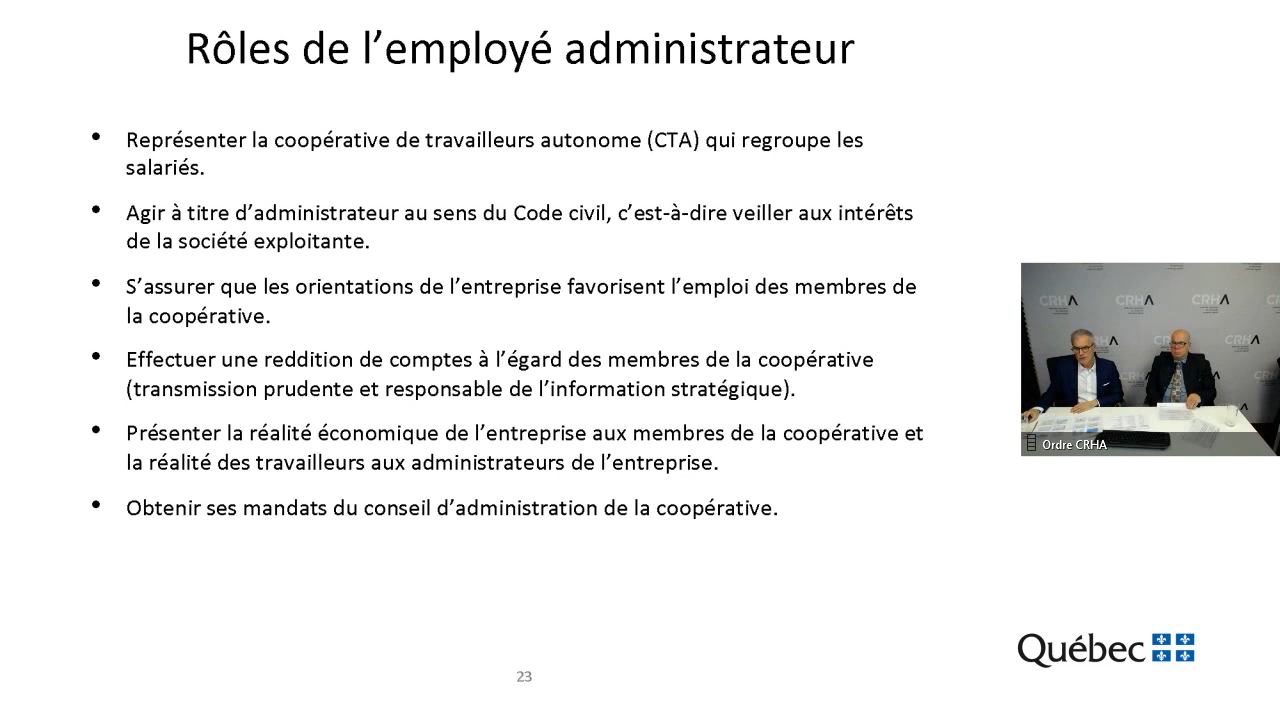 Rôles de l’employé administrateur
• Représenter la coopérative de travailleurs autonome (CTA) qui regroupe les
salariés.
• Agir à titre d’administrateur au sens du Code civil, c’est-à-dire veiller aux intérêts
de la société exploitante.
• S’assurer que les orientations de l’entreprise favorisent l’emploi des membres de
la coopérative.
• Effectuer une reddition de comptes à l’égard des membres de la coopérative
(transmission prudente et responsable de l’information stratégique).
• Présenter la réalité économique de l’entreprise aux membres de la coopérative et
la réalité des travailleurs aux administrateurs de l’entreprise.
• Obtenir ses mandats du conseil d’administration de la coopérative.
CRHA CRHA CRHA
CRHA
Ordre CRHA
Québec
23